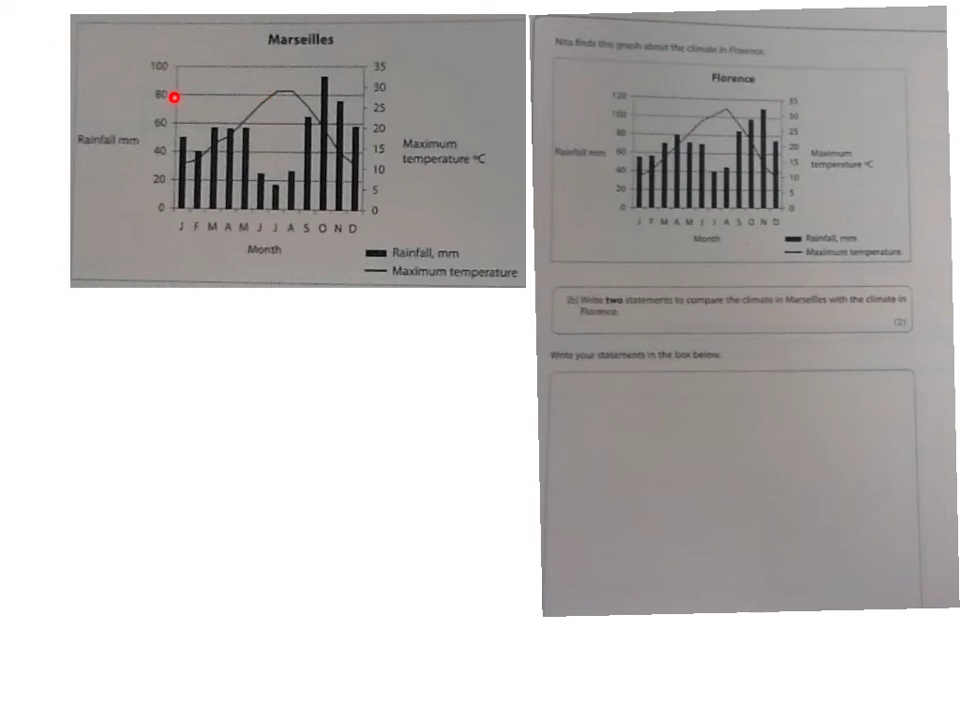 Marseilles
100
80
60
40
20
0
Rainfall mm
35
30
25
20
15
10
5
0
Maximum
temperature ºC
J F M A M J J A S O N D
Month
Rainfall, mm
Maximum temperature
Nita finds this graph about the climate in Florence.
Florence
120
100
80
60
40
20
0
Rainfall mm
35
30
25
20
15
10
5
0
Maximum
temperature ºC
J F M A M J J A S O N D
Month
Rainfall, mm
Maximum temperature
(b) Write two statements to compare the climate in Marseilles with the climate in
Florence.
(2)
Write your statements in the box below.